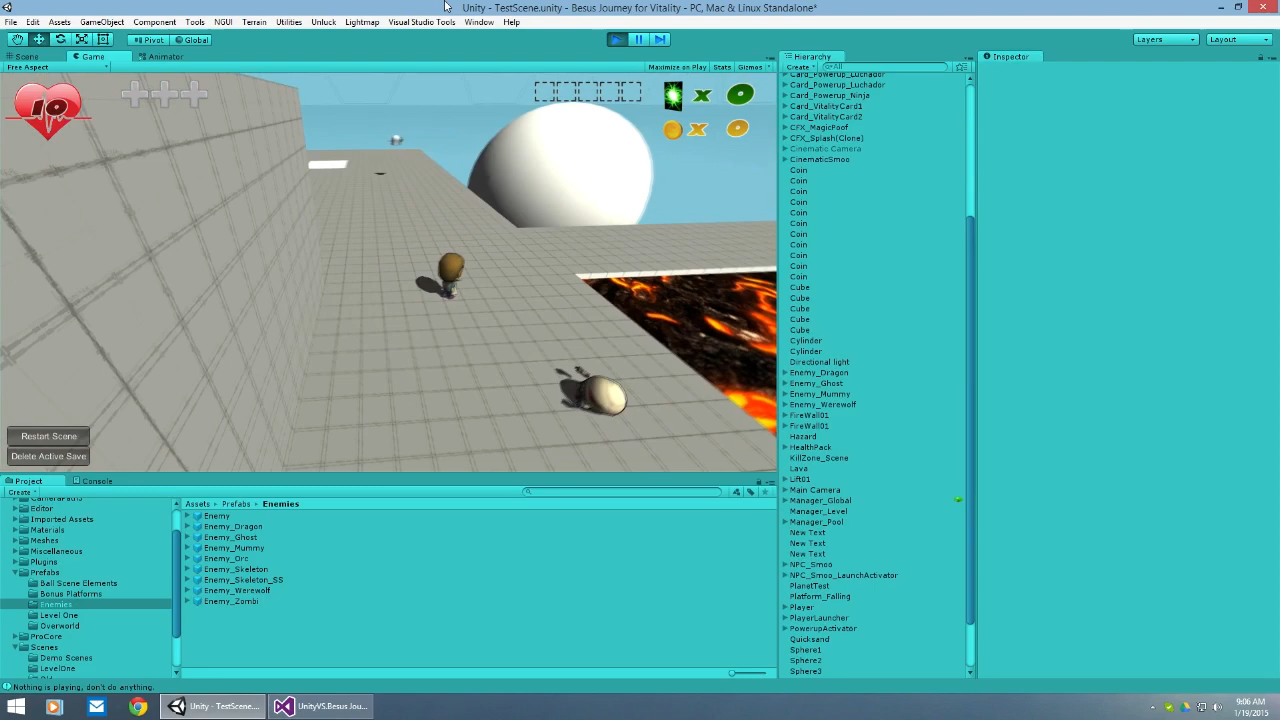 Unity - TestScene.unity - Besus Journey for Vitality - PC, Mac & Linux Standalone*
File Edit Assets GameObject Component Tools NGUI Terrain Utilities Unluck Lightmap Visual Studio Tools Window Help
Pivot Global Layers Layout
Scene Game Animator Hierarchy Inspector
Free Aspect Maximize on Play Stats Gizmos Create All
10
x 0
x 0
Restart Scene
Delete Active Save
Card_Powerup_Luchador
Card_Powerup_Luchador
Card_Powerup_Ninja
Card_VitalityCard1
Card_VitalityCard2
CFX_MagicPoof
CFX_Splash(Clone)
Cinematic Camera
CinematicSmoo
Coin
Coin
Coin
Coin
Coin
Coin
Coin
Coin
Coin
Coin
Coin
Cube
Cube
Cube
Cube
Cube
Cylinder
Cylinder
Directional light
Enemy_Dragon
Enemy_Ghost
Enemy_Mummy
Enemy_Werewolf
FireWall01
FireWall01
Hazard
HealthPack
KillZone_Scene
Lava
Lift01
Main Camera
Manager_Global
Manager_Level
Manager_Pool
New Text
New Text
New Text
NPC_Smoo
NPC_Smoo_LaunchActivator
PlanetTest
Platform_Falling
Player
PlayerLauncher
PowerupActivator
Quicksand
Sphere1
Sphere2
Sphere3
Project Console
Create
CameraPath3
Editor
Imported Assets
Materials
Meshes
Miscellaneous
Plugins
Prefabs
Ball Scene Elements
Bonus Platforms
Enemies
Level One
Overworld
ProCore
Scenes
Demo Scenes
LevelOne
Assets Prefabs Enemies
Enemy
Enemy_Dragon
Enemy_Ghost
Enemy_Mummy
Enemy_Orc
Enemy_Skeleton
Enemy_Skeleton_SS
Enemy_Werewolf
Enemy_Zombi
Nothing is playing, don't do anything.
Unity - TestScene.... UnityVS.Besus Jou...
9:06 AM
1/19/2015